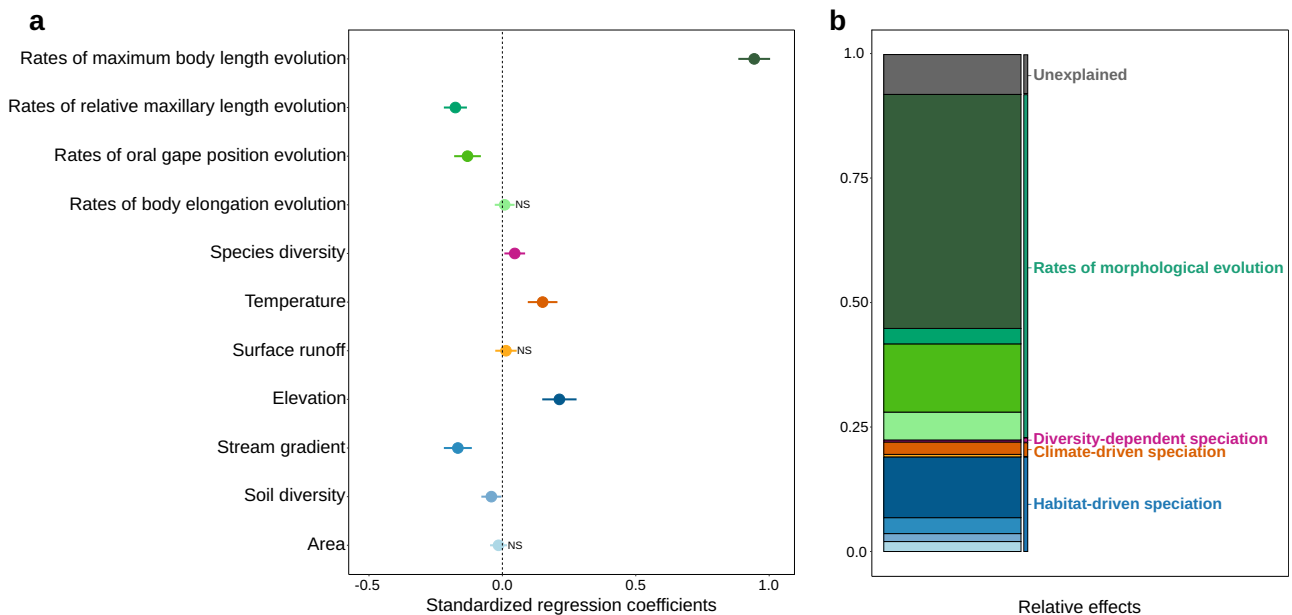 a
Rates of maximum body length evolution
Rates of relative maxillary length evolution
Rates of oral gape position evolution
Rates of body elongation evolution
NS
Species diversity
Temperature
Surface runoff
NS
Elevation
Stream gradient
Soil diversity
Area
NS
-0.5
0.0
0.5
1.0
Standardized regression coefficients
b
1.0
0.75
0.50
0.25
0.0
Unexplained
Rates of morphological evolution
Diversity-dependent speciation
Climate-driven speciation
Habitat-driven speciation
Relative effects